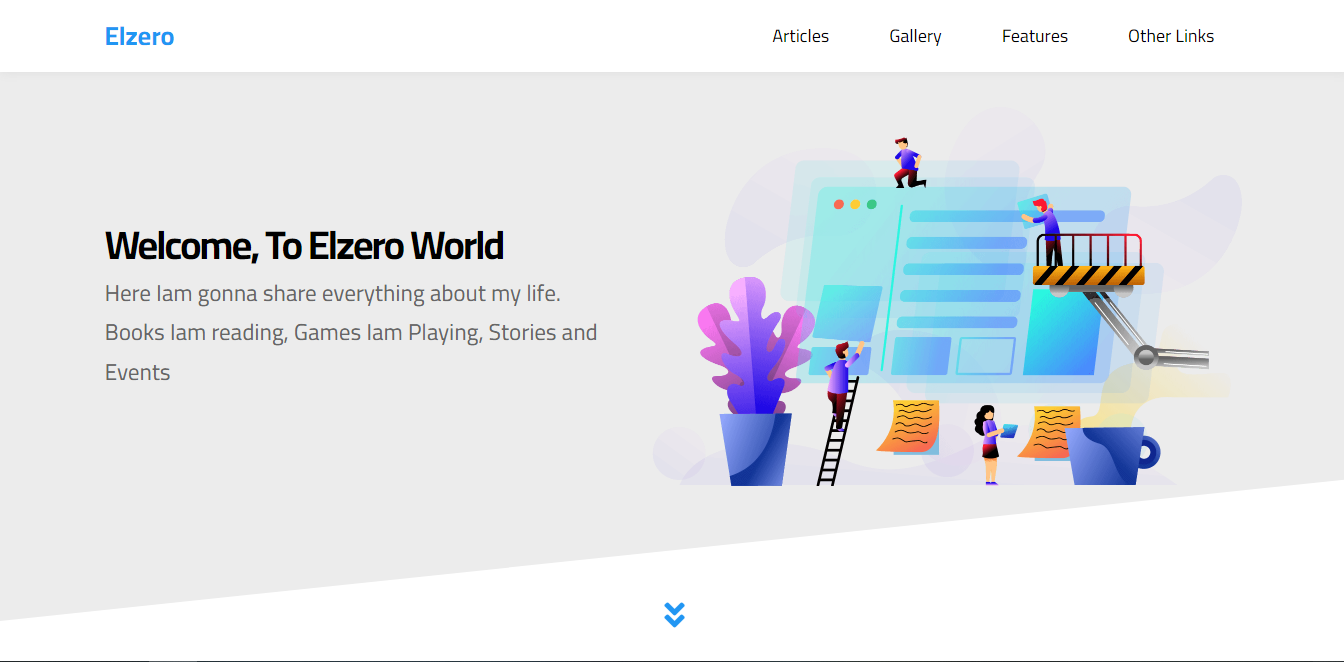 Elzero
Articles
Gallery
Features
Other Links
Welcome, To Elzero World
Here Iam gonna share everything about my life.
Books Iam reading, Games Iam Playing, Stories and
Events